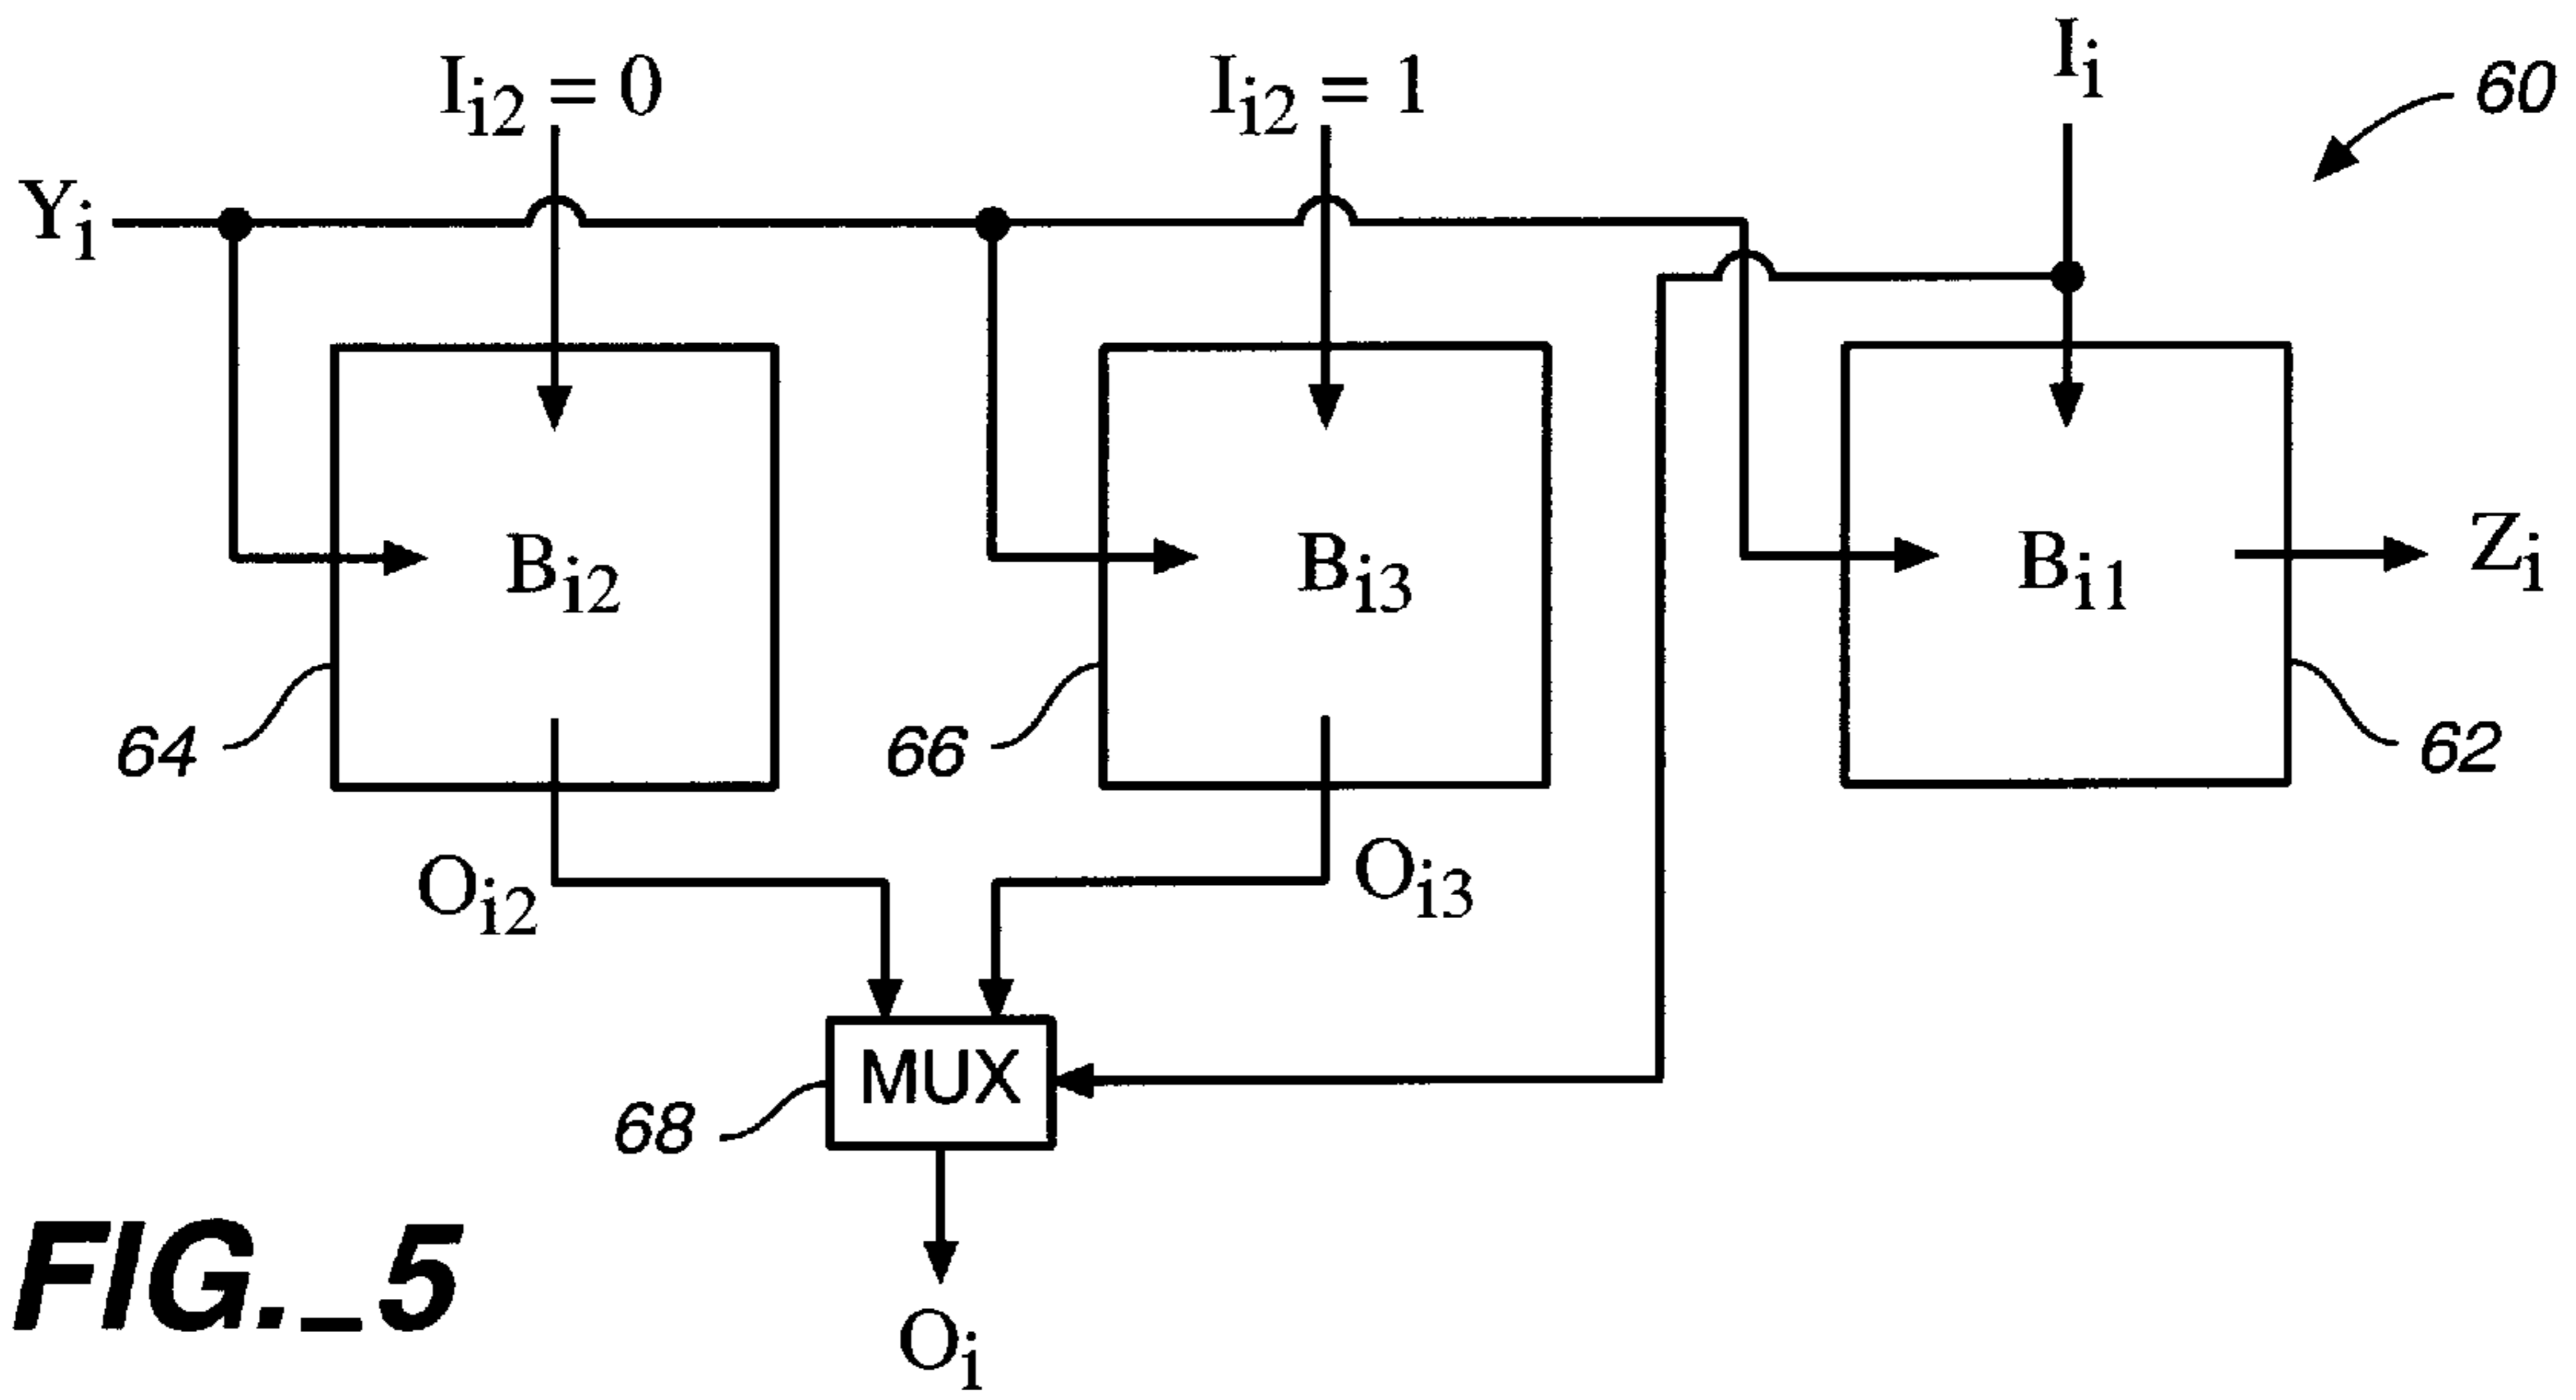 I_i2 = 0
I_i2 = 1
I_i
60
Y_i
B_i2
B_i3
B_i1
Z_i
64
66
62
O_i2
O_i3
MUX
68
FIG._5
O_i